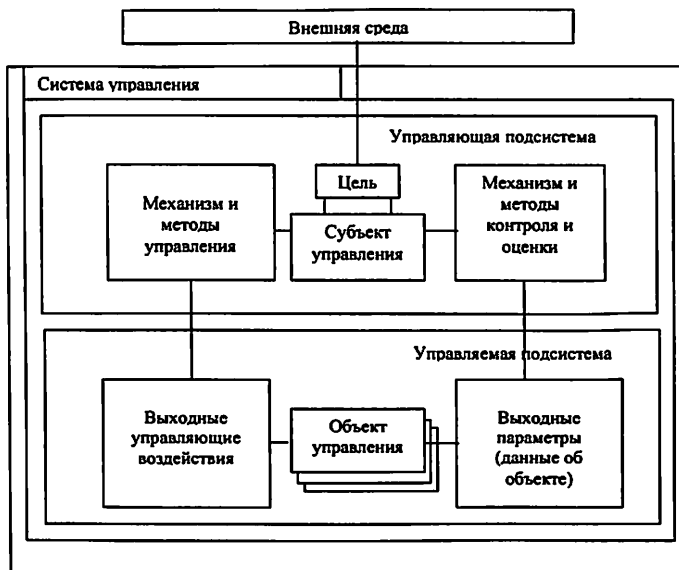 Внешняя среда
Система управления
Управляющая подсистема
Механизм и
методы
управления
Цель
Субъект
управления
Механизм и
методы
контроля и
оценки
Управляемая подсистема
Выходные
управляющие
воздействия
Объект
управления
Выходные
параметры
(данные об
объекте)